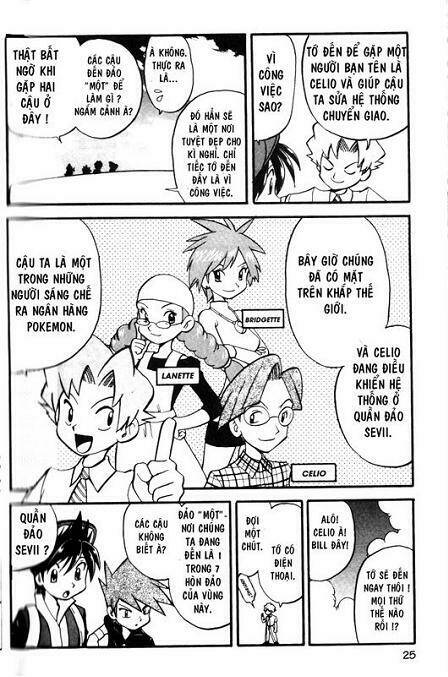 THẬT BẤT
NGỜ KHI
GẶP HAI
CẬU Ở
ĐÂY !
CÁC CẬU
ĐẾN ĐẢO
"MỘT" ĐỂ
LÀM GÌ ?
NGẮM CẢNH À?
À KHÔNG.
THỰC RA
LÀ...
ĐÓ HẲN SẼ
LÀ MỘT NƠI
TUYỆT ĐẸP CHO
KÌ NGHỈ. CHỈ
TIẾC TỚ ĐẾN
ĐÂY LÀ VÌ
CÔNG VIỆC.
VÌ
CÔNG VIỆC
SAO?
TỚ ĐẾN ĐỂ GẶP MỘT
NGƯỜI BẠN TÊN LÀ
CELIO VÀ GIÚP CẬU
TA SỬA HỆ THỐNG
CHUYỂN GIAO.
CẬU TA LÀ MỘT
TRONG NHỮNG
NGƯỜI SÁNG CHẾ
RA NGÂN HÀNG
POKEMON.
BRIDGETTE
LANETTE
CELIO
BÂY GIỜ CHÚNG
ĐÃ CÓ MẶT
TRÊN KHẮP THẾ
GIỚI.
VÀ CELIO
ĐANG ĐIỀU
KHIỂN HỆ
THỐNG Ở
QUẦN ĐẢO
SEVII.
QUẦN
ĐẢO
SEVII ?
CÁC CẬU
KHÔNG
BIẾT À?
ĐẢO "MỘT"-
NƠI CHÚNG
TA ĐANG
ĐẾN LÀ 1
TRONG 7
HÒN ĐẢO
CỦA VÙNG
NÀY.
ĐỢI
MỘT
CHÚT.
TỚ CÓ
ĐIỆN
THOẠI.
ALÔ!
CELIO À!
BILL ĐÂY!
TỚ SẼ ĐẾN
NGAY THÔI !
MỌI THỨ
THẾ NÀO
RỒI !?
25